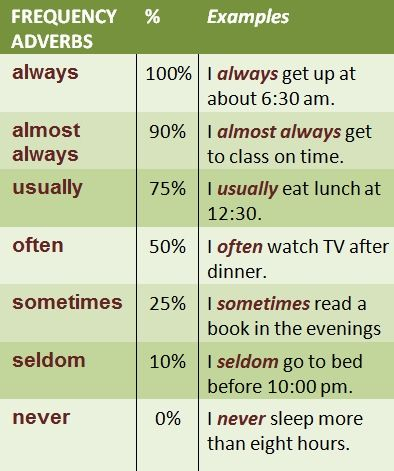 FREQUENCY ADVERBS % Examples
always 100% I always get up at
about 6:30 am.
almost always 90% I almost always get
to class on time.
usually 75% I usually eat lunch at
12:30.
often 50% I often watch TV after
dinner.
sometimes 25% I sometimes read a
book in the evenings
seldom 10% I seldom go to bed
before 10:00 pm.
never 0% I never sleep more
than eight hours.